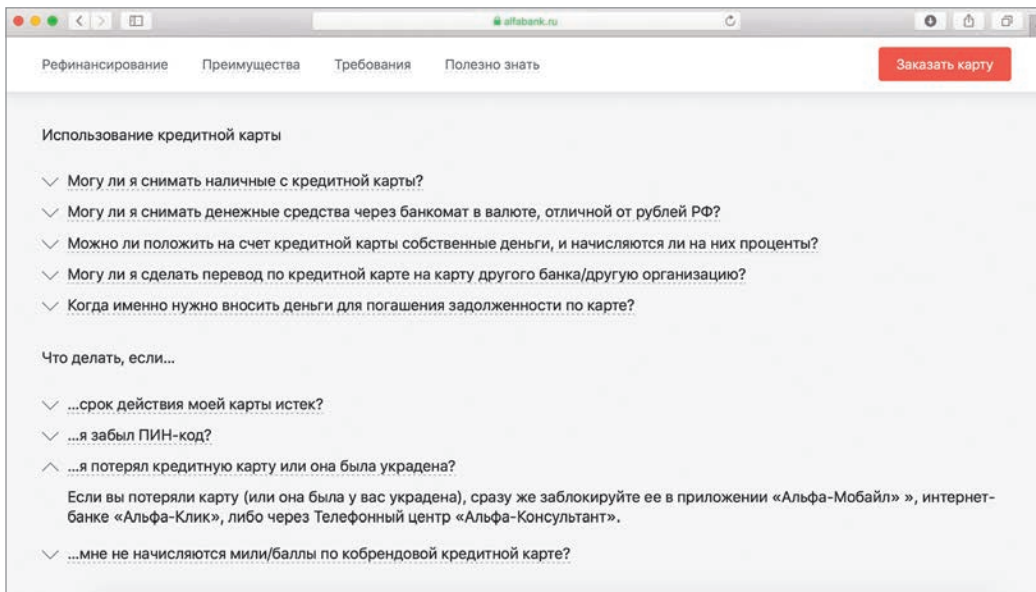 alfabank.ru
Рефинансирование Преимущества Требования Полезно знать Заказать карту
Использование кредитной карты
Могу ли я снимать наличные с кредитной карты?
Могу ли я снимать денежные средства через банкомат в валюте, отличной от рублей РФ?
Можно ли положить на счет кредитной карты собственные деньги, и начисляются ли на них проценты?
Могу ли я сделать перевод по кредитной карте на карту другого банка/другую организацию?
Когда именно нужно вносить деньги для погашения задолженности по карте?
Что делать, если...
...срок действия моей карты истек?
...я забыл ПИН-код?
...я потерял кредитную карту или она была украдена?
Если вы потеряли карту (или она была у вас украдена), сразу же заблокируйте ее в приложении «Альфа-Мобайл» », интернет-
банке «Альфа-Клик», либо через Телефонный центр «Альфа-Консультант».
...мне не начисляются мили/баллы по кобрендовой кредитной карте?